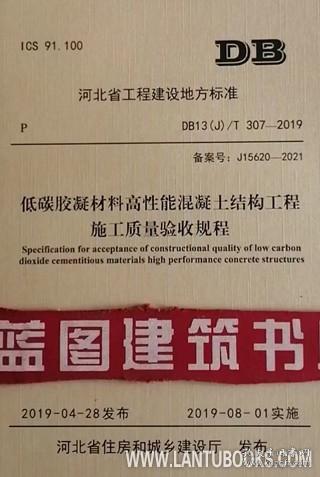 ICS 91.100
DB
河北省工程建设地方标准
P
DB13(J)/T 307—2019
备案号：J15620—2021
低碳胶凝材料高性能混凝土结构工程
施工质量验收规程
Specification for acceptance of constructional quality of low carbon
dioxide cementitious materials high performance concrete structures
蓝图建筑书
2019-04-28发布
2019-08-01实施
河北省住房和城乡建设厅 发布
WWW.LANTUBOOKS.COM